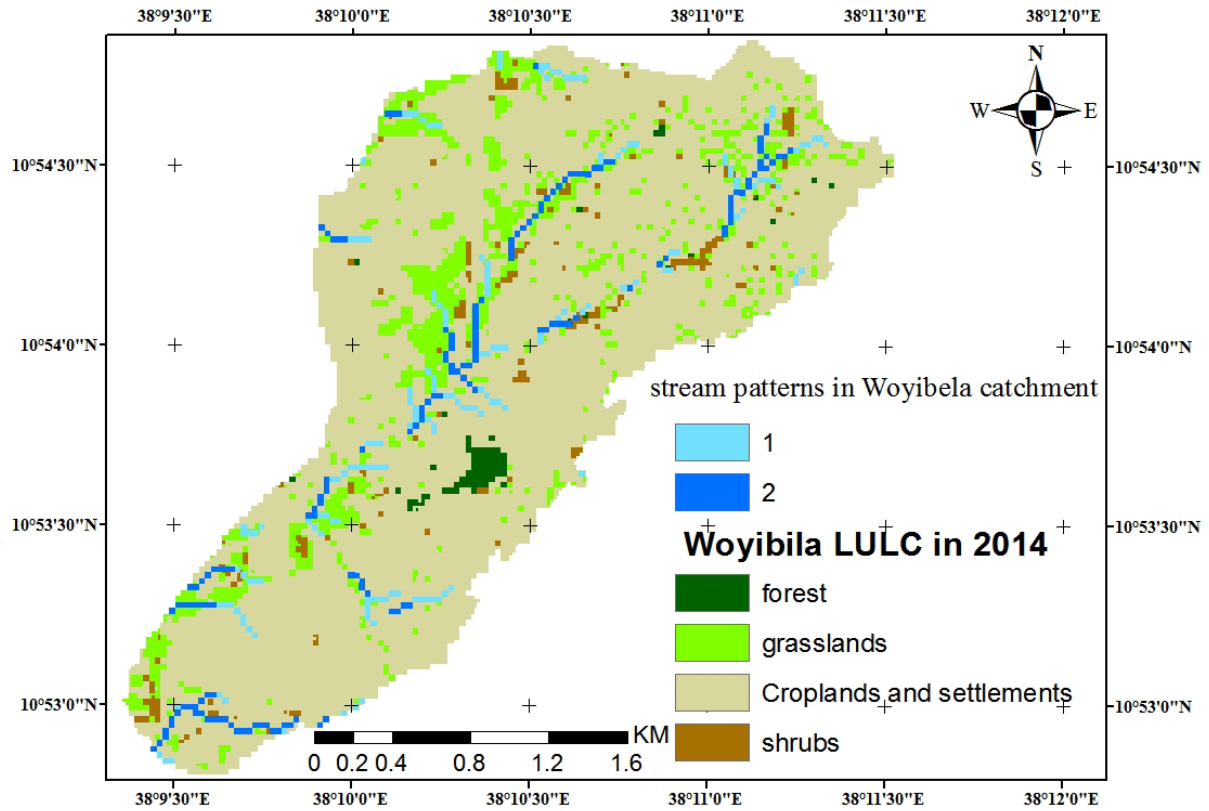 38°9'30"E 38°10'0"E 38°10'30"E 38°11'0"E 38°11'30"E 38°12'0"E
N
W E
S
10°54'30"N 10°54'30"N
10°54'0"N 10°54'0"N
stream patterns in Woyibela catchment
1
2
10°53'30"N 10°53'30"N
Woyibila LULC in 2014
forest
grasslands
Croplands and settlements
10°53'0"N 10°53'0"N
shrubs
KM
0 0.2 0.4 0.8 1.2 1.6
38°9'30"E 38°10'0"E 38°10'30"E 38°11'0"E 38°11'30"E 38°12'0"E